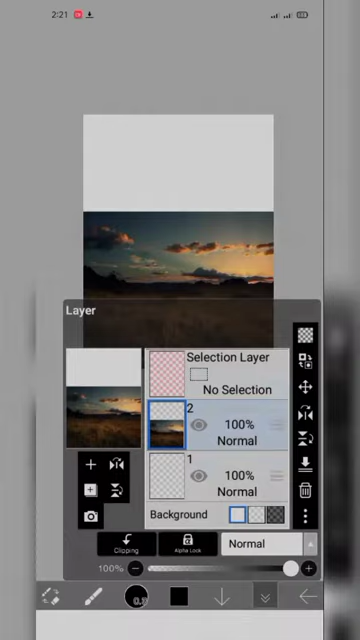 2:21
Layer
Selection Layer
No Selection
2
100%
Normal
1
100%
Normal
Background
Clipping
Alpha Lock
Normal
100%